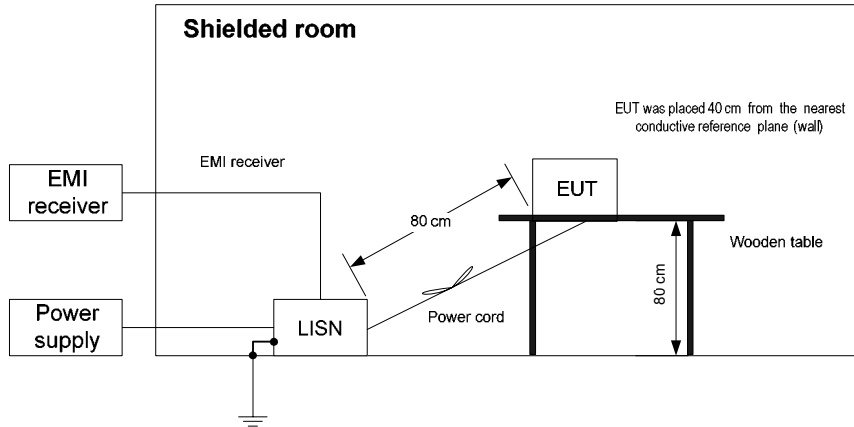 Shielded room
EUT was placed 40 cm from the nearest
conductive reference plane (wall)
EMI receiver
EMI
receiver
80 cm
EUT
Wooden table
80 cm
Power
supply
LISN
Power cord